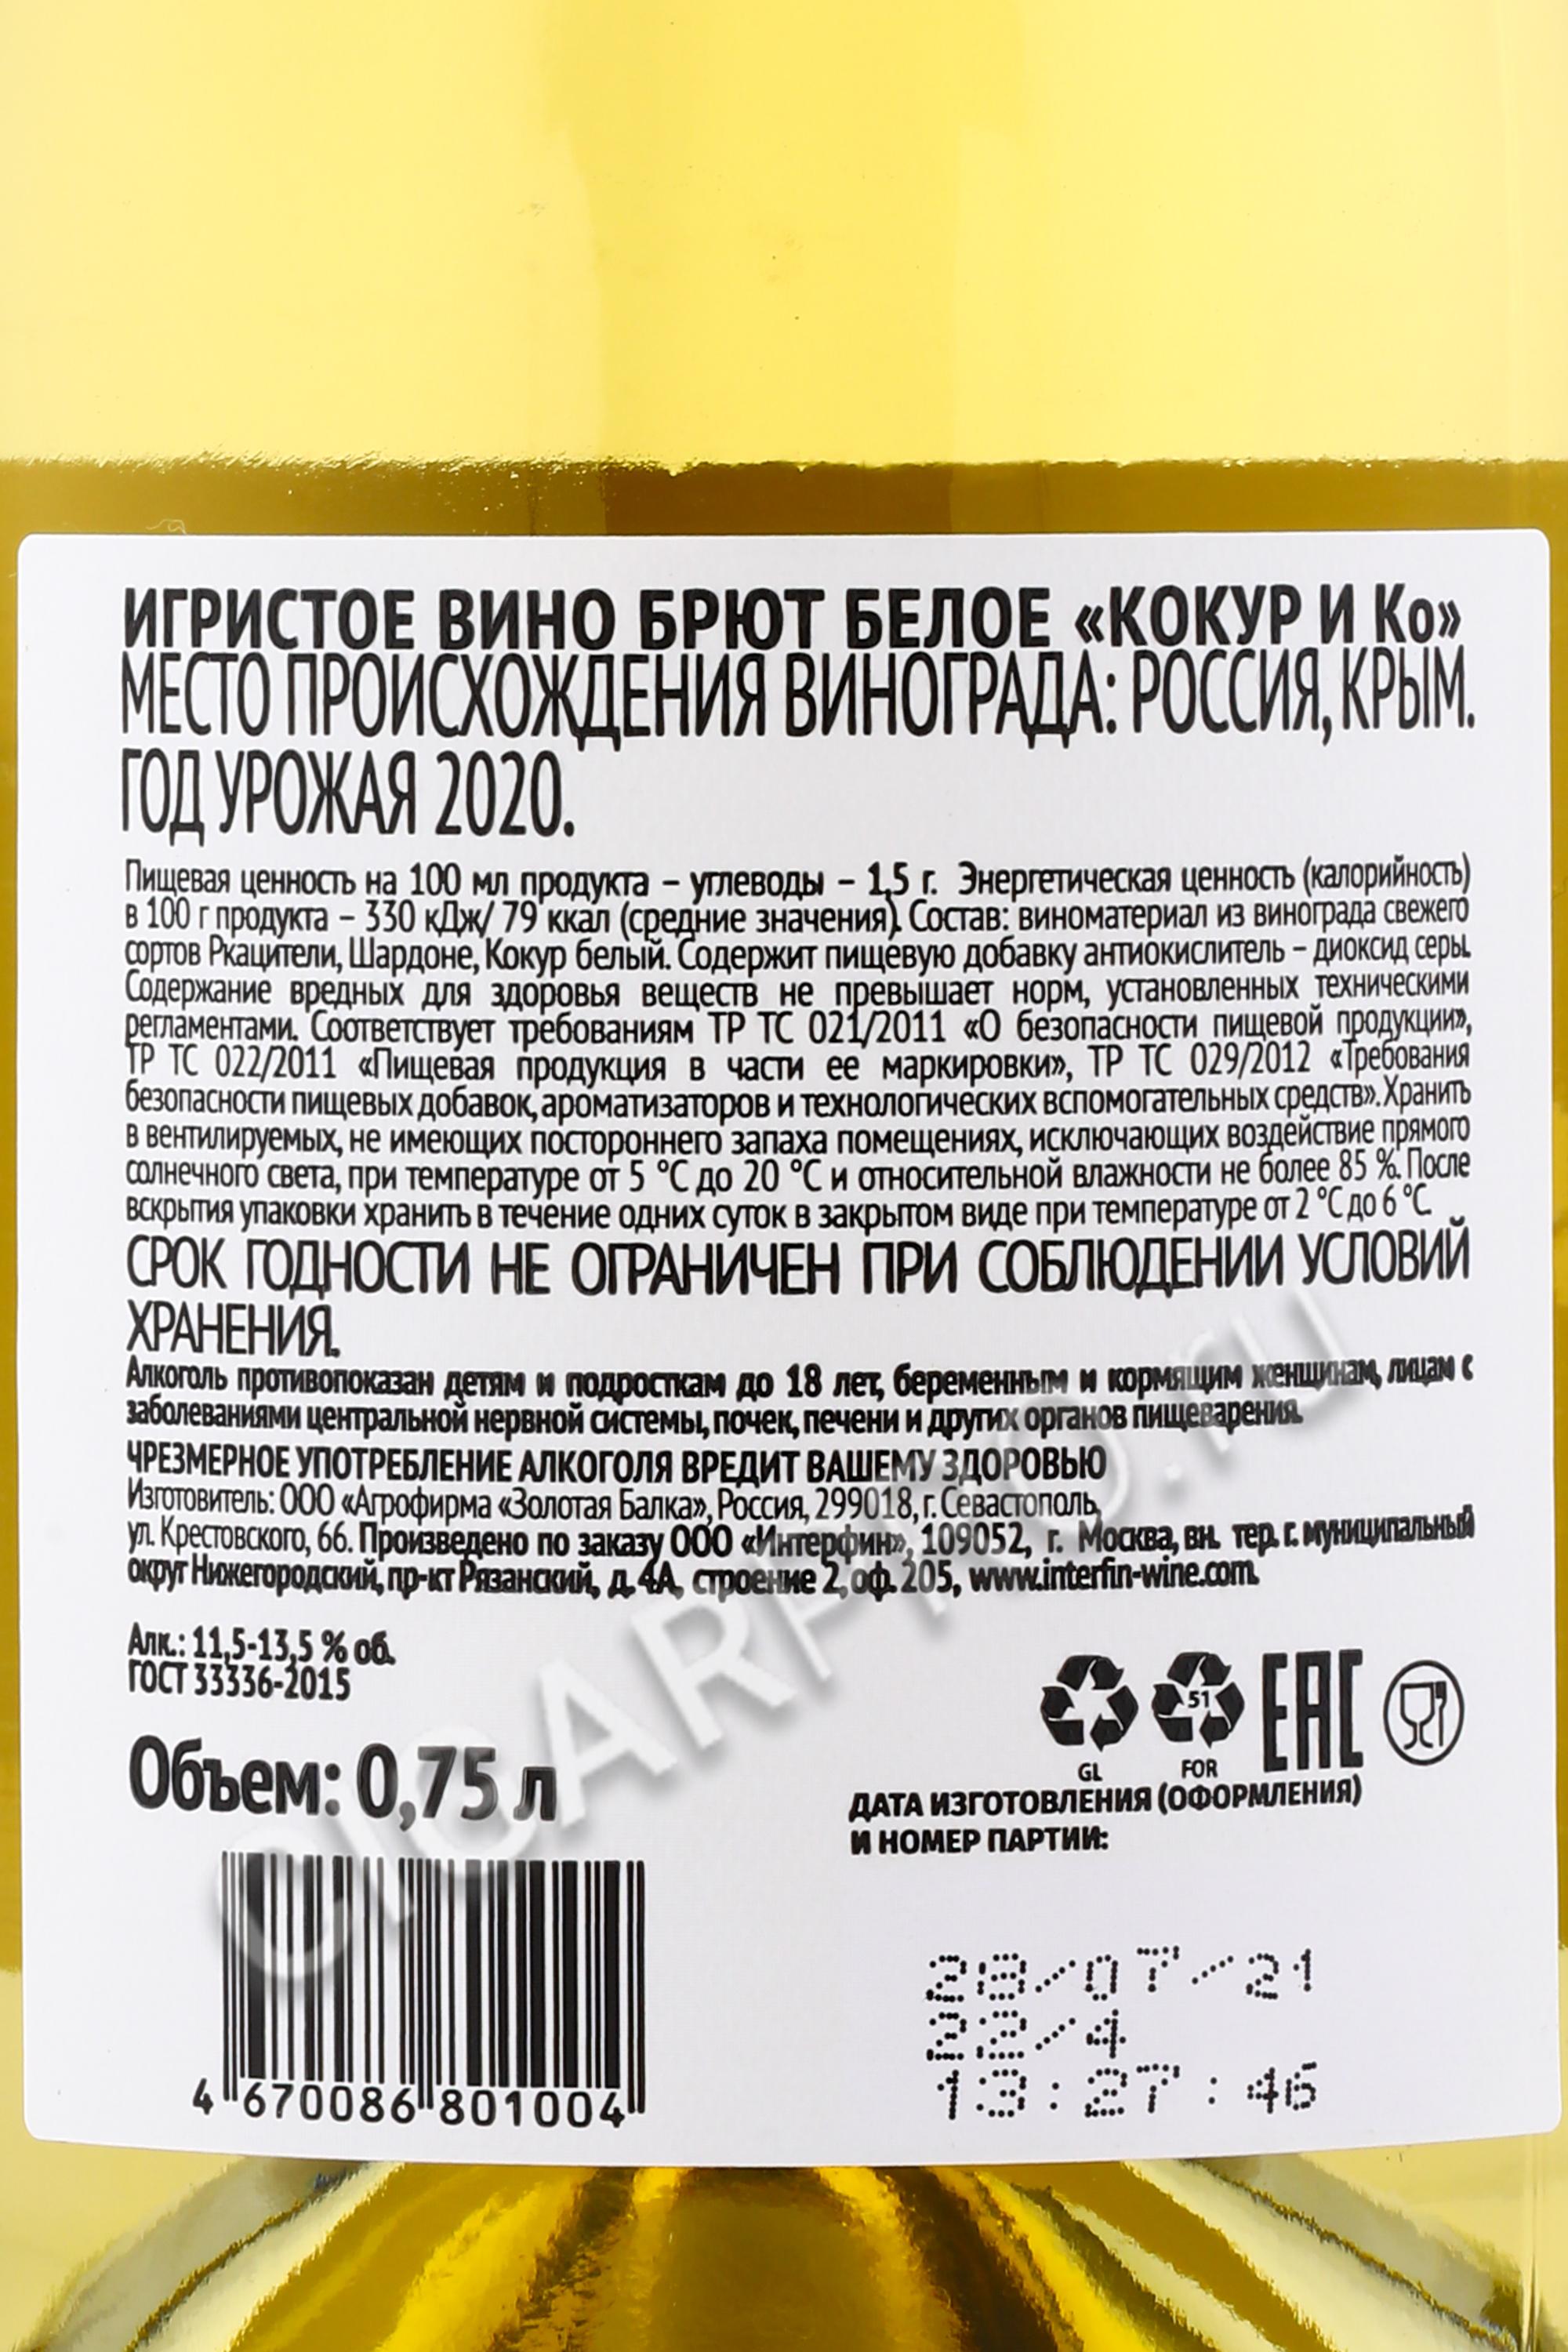 ИГРИСТОЕ ВИНО БРЮТ БЕЛОЕ «КОКУР И Ко»
МЕСТО ПРОИСХОЖДЕНИЯ ВИНОГРАДА: РОССИЯ, КРЫМ.
ГОД УРОЖАЯ 2020.
Пищевая ценность на 100 мл продукта – углеводы – 1,5 г. Энергетическая ценность (калорийность)
в 100 г продукта – 330 кДж/ 79 ккал (средние значения). Состав: виноматериал из винограда свежего
сортов Ркацители, Шардоне, Кокур белый. Содержит пищевую добавку антиокислитель – диоксид серы.
Содержание вредных для здоровья веществ не превышает норм, установленных техническими
регламентами. Соответствует требованиям ТР ТС 021/2011 «О безопасности пищевой продукции»,
ТР ТС 022/2011 «Пищевая продукция в части ее маркировки», ТР ТС 029/2012 «Требования
безопасности пищевых добавок, ароматизаторов и технологических вспомогательных средств». Хранить
в вентилируемых, не имеющих постороннего запаха помещениях, исключающих воздействие прямого
солнечного света, при температуре от 5 °С до 20 °С и относительной влажности не более 85 %. После
вскрытия упаковки хранить в течение одних суток в закрытом виде при температуре от 2 °С до 6 °С.
СРОК ГОДНОСТИ НЕ ОГРАНИЧЕН ПРИ СОБЛЮДЕНИИ УСЛОВИЙ
ХРАНЕНИЯ.
Алкоголь противопоказан детям и подросткам до 18 лет, беременным и кормящим женщинам, лицам с
заболеваниями центральной нервной системы, почек, печени и других органов пищеварения.
ЧРЕЗМЕРНОЕ УПОТРЕБЛЕНИЕ АЛКОГОЛЯ ВРЕДИТ ВАШЕМУ ЗДОРОВЬЮ
Изготовитель: ООО «Агрофирма «Золотая Балка», Россия, 299018, г. Севастополь,
ул. Крестовского, 66. Произведено по заказу ООО «Интерфин», 109052, г. Москва, вн. тер. г. муниципальный
округ Нижегородский, пр-кт Рязанский, д. 4А, строение 2, оф. 205, www.interfin-wine.com.
Алк.: 11,5-13,5 % об.
ГОСТ 33336-2015
Объем: 0,75 л
51
EAC
GL
FOR
ДАТА ИЗГОТОВЛЕНИЯ (ОФОРМЛЕНИЯ)
И НОМЕР ПАРТИИ:
28/07/21
22/4
13:27:46
4 670086 801004
CIGARPRO.ru